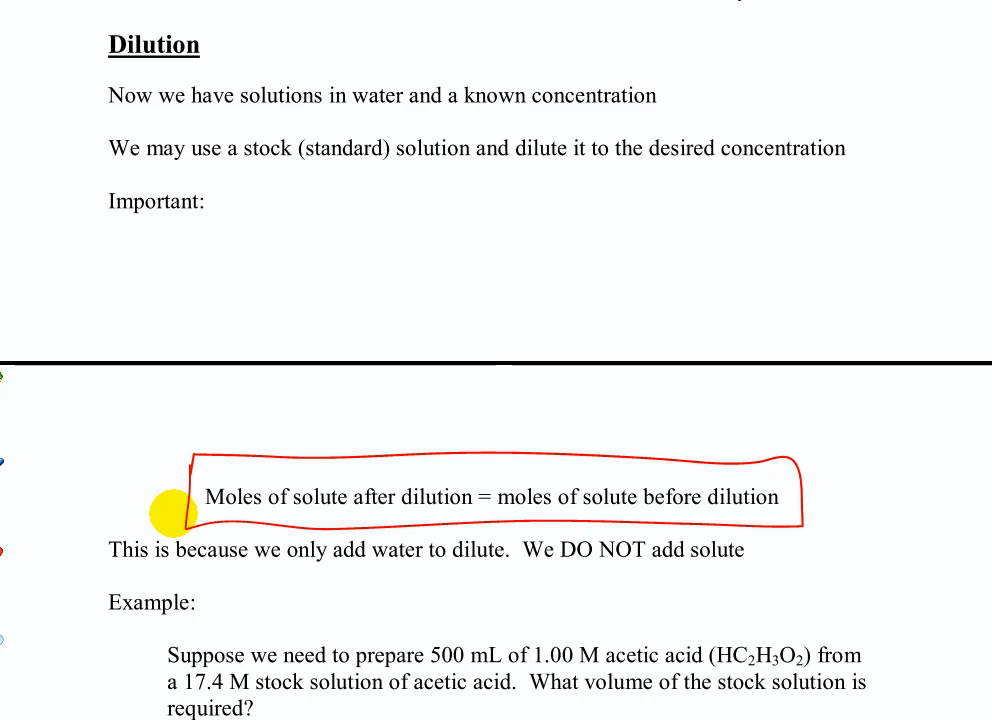 Dilution
Now we have solutions in water and a known concentration
We may use a stock (standard) solution and dilute it to the desired concentration
Important:
Moles of solute after dilution = moles of solute before dilution
This is because we only add water to dilute.  We DO NOT add solute
Example:
Suppose we need to prepare 500 mL of 1.00 M acetic acid (HC₂H₃O₂) from
a 17.4 M stock solution of acetic acid.  What volume of the stock solution is
required?